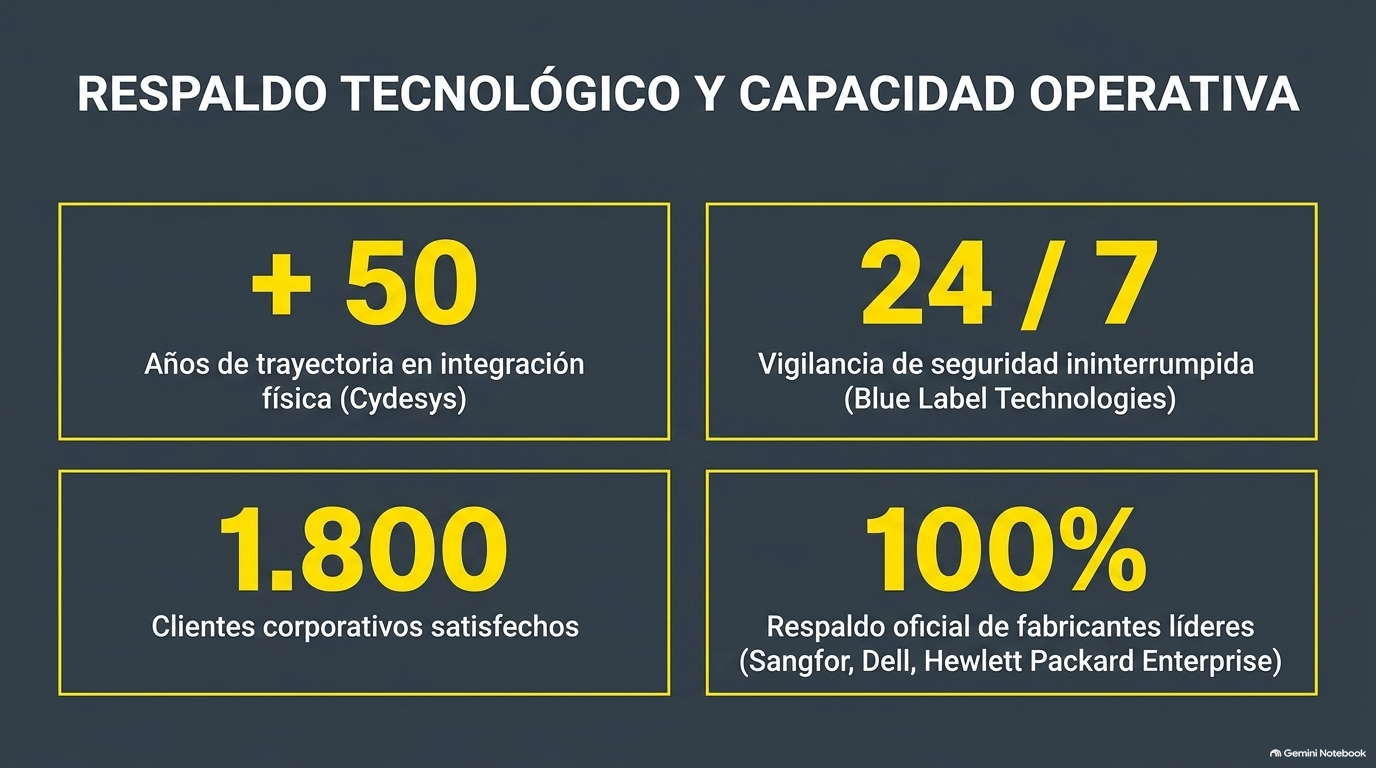 RESPALDO TECNOLÓGICO Y CAPACIDAD OPERATIVA
+ 50
Años de trayectoria en integración
física (Cydesys)
24 / 7
Vigilancia de seguridad ininterrumpida
(Blue Label Technologies)
1.800
Clientes corporativos satisfechos
100%
Respaldo oficial de fabricantes líderes
(Sangfor, Dell, Hewlett Packard Enterprise)
Gemini Notebook